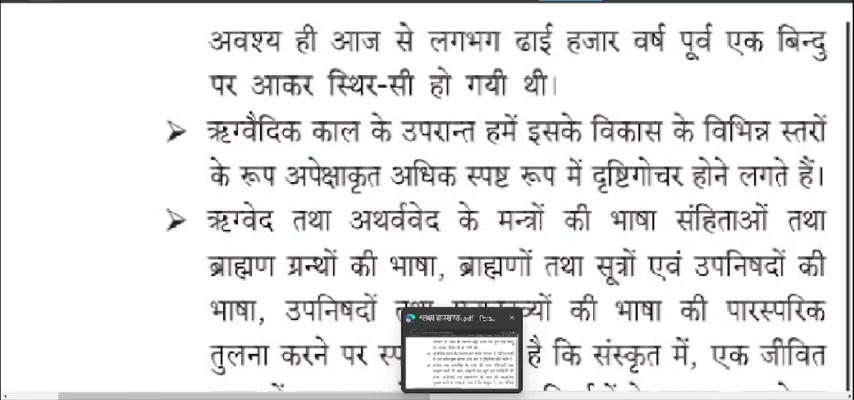 अवश्य ही आज से लगभग ढाई हजार वर्ष पूर्व एक बिन्दु
पर आकर स्थिर-सी हो गयी थी।
➤ ऋग्वैदिक काल के उपरान्त हमें इसके विकास के विभिन्न स्तरों
के रूप अपेक्षाकृत अधिक स्पष्ट रूप में दृष्टिगोचर होने लगते हैं।
➤ ऋग्वेद तथा अथर्ववेद के मन्त्रों की भाषा संहिताओं तथा
ब्राह्मण ग्रन्थों की भाषा, ब्राह्मणों तथा सूत्रों एवं उपनिषदों की
भाषा, उपनिषदों तथा की भाषा की पारस्परिक
तुलना करने पर है कि संस्कृत में, एक जीवित